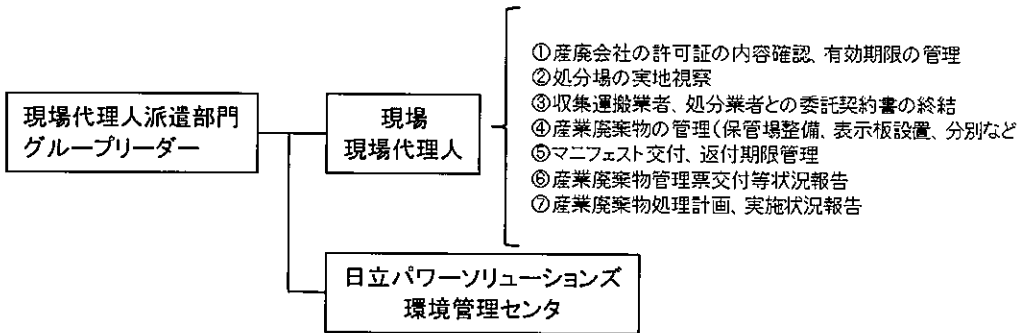 現場代理人派遣部門
グループリーダー
現場
現場代理人
①産廃会社の許可証の内容確認、有効期限の管理
②処分場の実地視察
③収集運搬業者、処分業者との委託契約書の終結
④産業廃棄物の管理(保管場整備、表示板設置、分別など
⑤マニフェスト交付、返付期限管理
⑥産業廃棄物管理票交付等状況報告
⑦産業廃棄物処理計画、実施状況報告
日立パワーソリューションズ
環境管理センタ